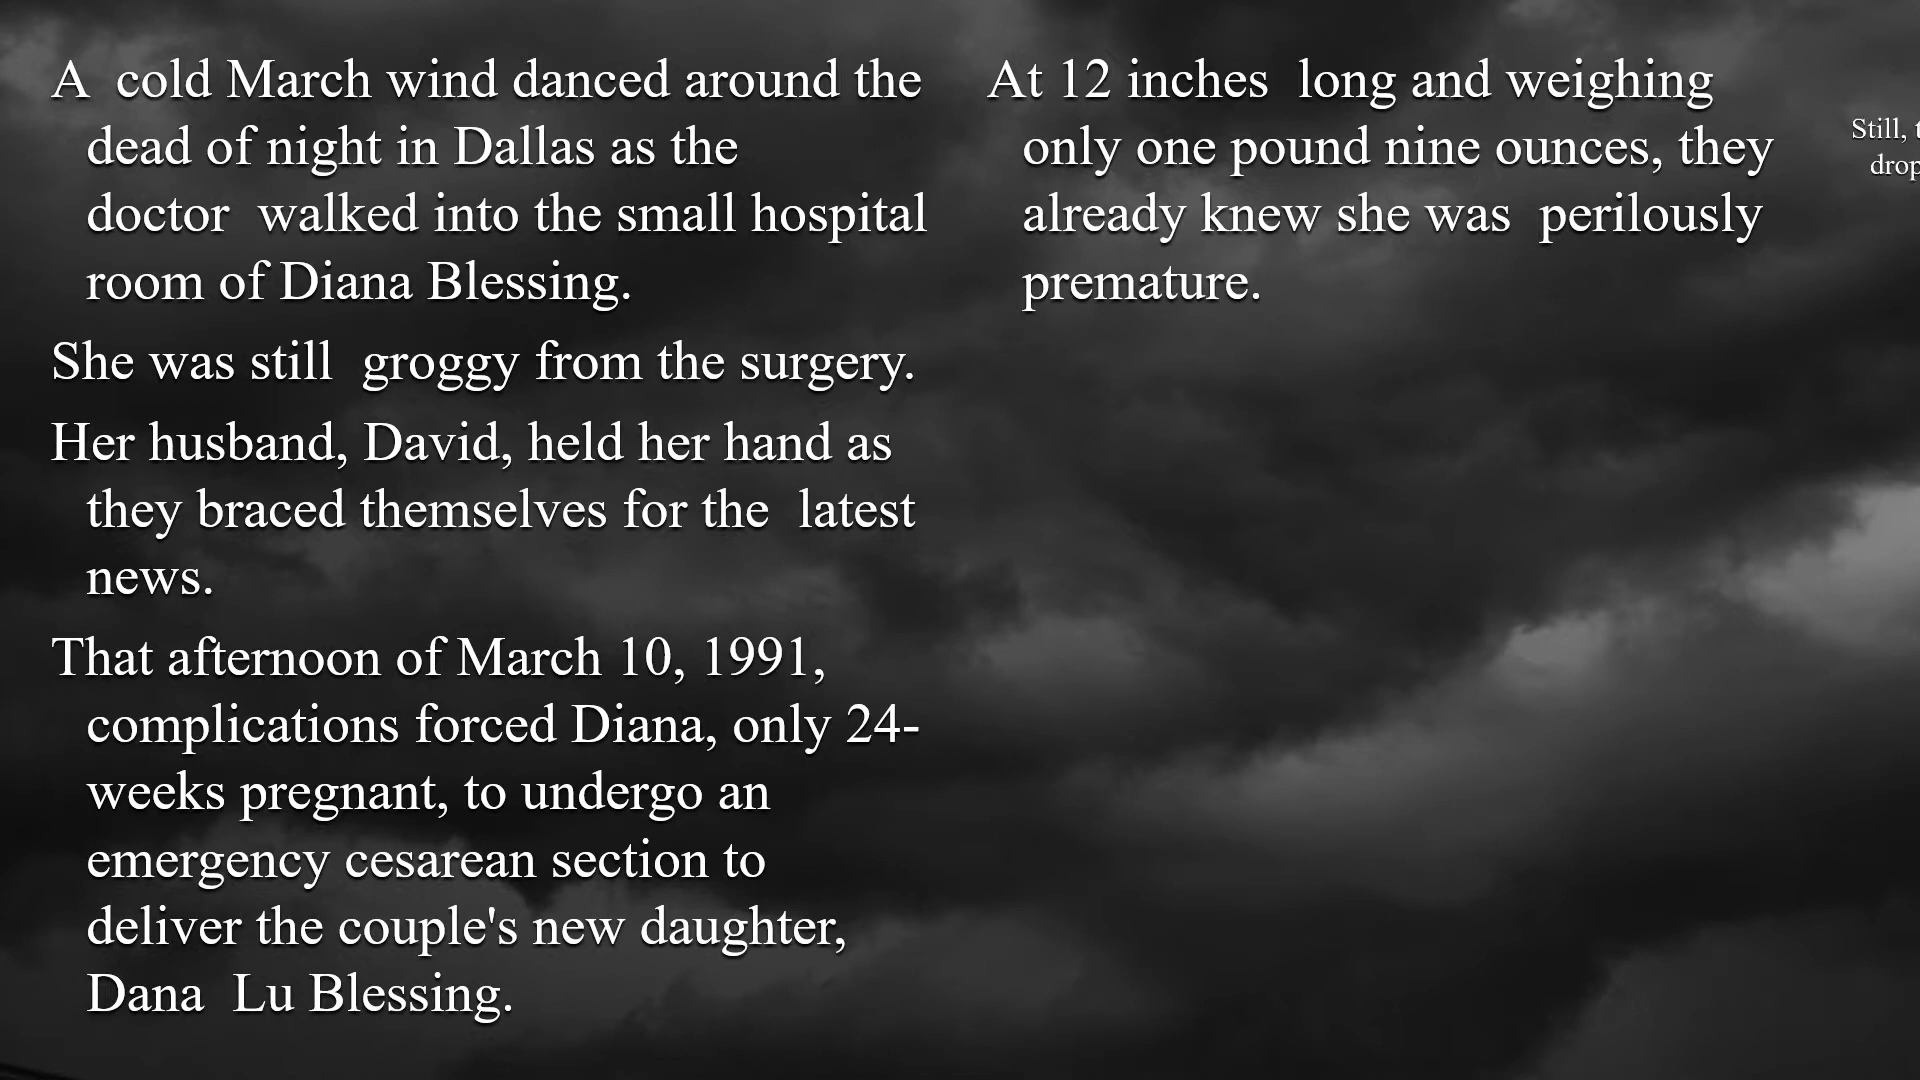 A  cold March wind danced around the
dead of night in Dallas as the
doctor  walked into the small hospital
room of Diana Blessing.
She was still  groggy from the surgery.
Her husband, David, held her hand as
they braced themselves for the  latest
news.
That afternoon of March 10, 1991,
complications forced Diana, only 24-
weeks pregnant, to undergo an
emergency cesarean section to
deliver the couple's new daughter,
Dana  Lu Blessing.
At 12 inches  long and weighing
only one pound nine ounces, they
already knew she was  perilously
premature.
Still,